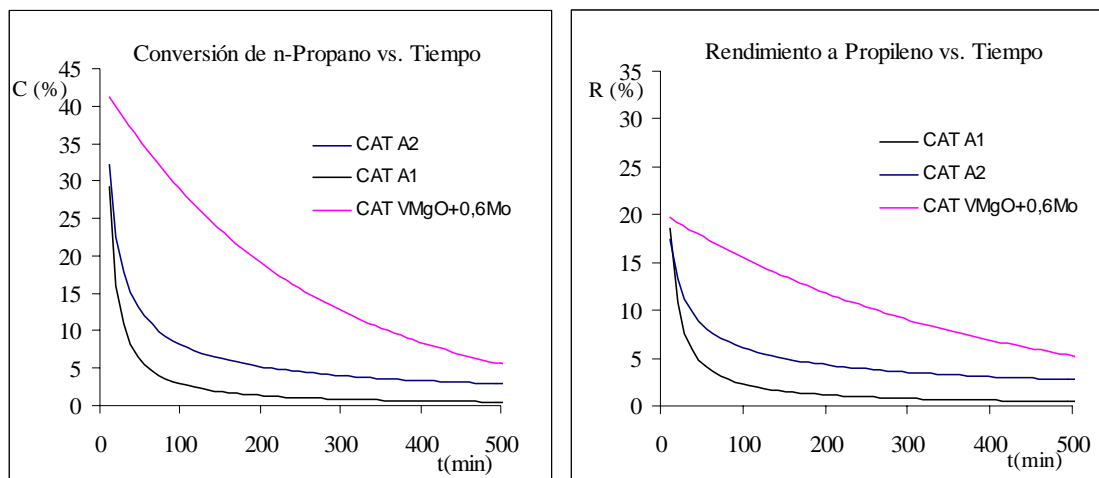 Conversión de n-Propano vs. Tiempo
C (%)
45
40
35
30
25
20
15
10
5
0
CAT A2
CAT A1
CAT VMgO+0,6Mo
0 100 200 300 400 500
t(min)
Rendimiento a Propileno vs. Tiempo
R (%)
35
30
25
20
15
10
5
0
CAT A1
CAT A2
CAT VMgO+0,6Mo
0 100 200 300 400 500
t(min)